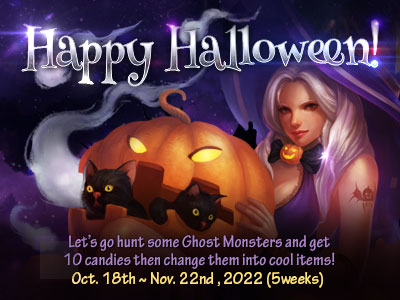 Happy Halloween!
Let's go hunt some Ghost Monsters and get
10 candies then change them into cool items!
Oct. 18th ~ Nov. 22nd , 2022 (5weeks)